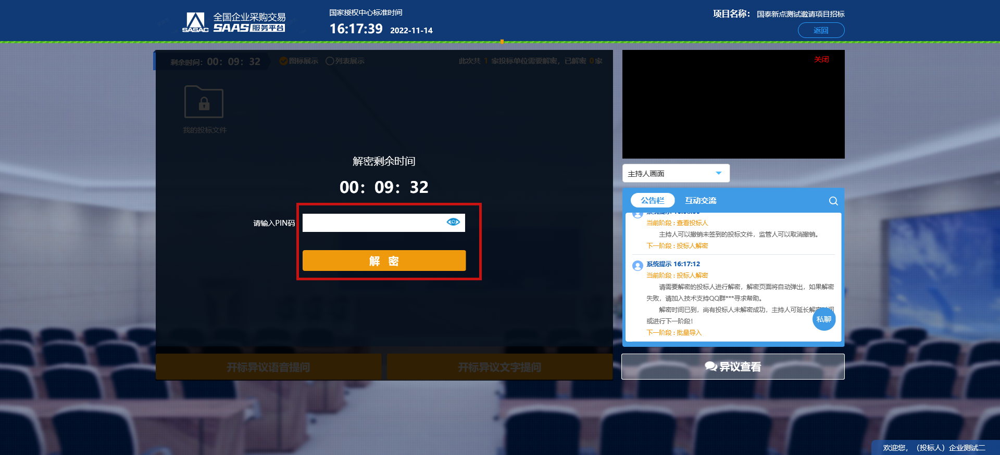 SASAC
全国企业采购交易
SAAS服务平台
国家授权中心标准时间
16:17:39 2022-11-14
项目名称： 国泰新点测试邀请项目招标
返回
剩余时间：00：09：32
图标展示 列表展示
此次共 1 家投标单位需要解密，已解密 0家
我的投标文件
解密剩余时间
00：09：32
请输入PIN码
解 密
开标异议语音提问
开标异议文字提问
关闭
主持人画面
公告栏 互动交流
当前阶段 : 查看投标人
主持人可以撤销未签到的投标文件，监管人可以取消撤销。
下一阶段 : 投标人解密
系统提示 16:17:12
当前阶段 : 投标人解密
请需要解密的投标人进行解密，解密页面将自动弹出，如果解密
失败，请加入技术支持QQ群***寻求帮助。
解密时间已到，尚有投标人未解密成功，主持人可延长解密时间
或进行下一阶段！
下一阶段 : 批量导入
私聊
异议查看
欢迎您，（投标人）企业测试二